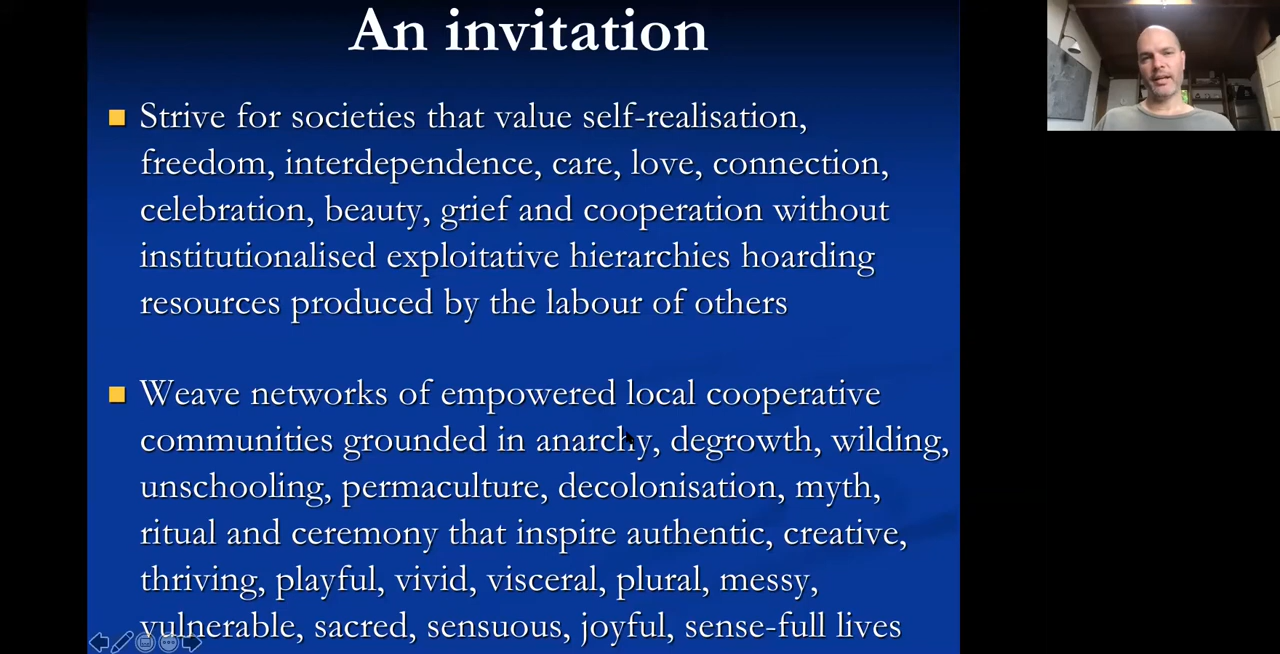 An invitation
Strive for societies that value self-realisation,
freedom, interdependence, care, love, connection,
celebration, beauty, grief and cooperation without
institutionalised exploitative hierarchies hoarding
resources produced by the labour of others
Weave networks of empowered local cooperative
communities grounded in anarchy, degrowth, wilding,
unschooling, permaculture, decolonisation, myth,
ritual and ceremony that inspire authentic, creative,
thriving, playful, vivid, visceral, plural, messy,
vulnerable, sacred, sensuous, joyful, sense-full lives